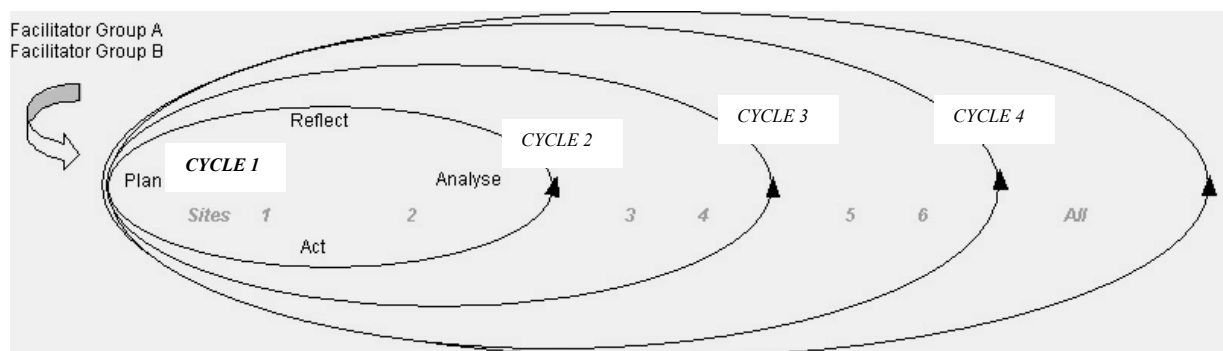 Facilitator Group A
Facilitator Group B
Reflect
CYCLE 1
CYCLE 2
CYCLE 3
CYCLE 4
Plan
Analyse
Sites 1 2 3 4 5 6 All
Act